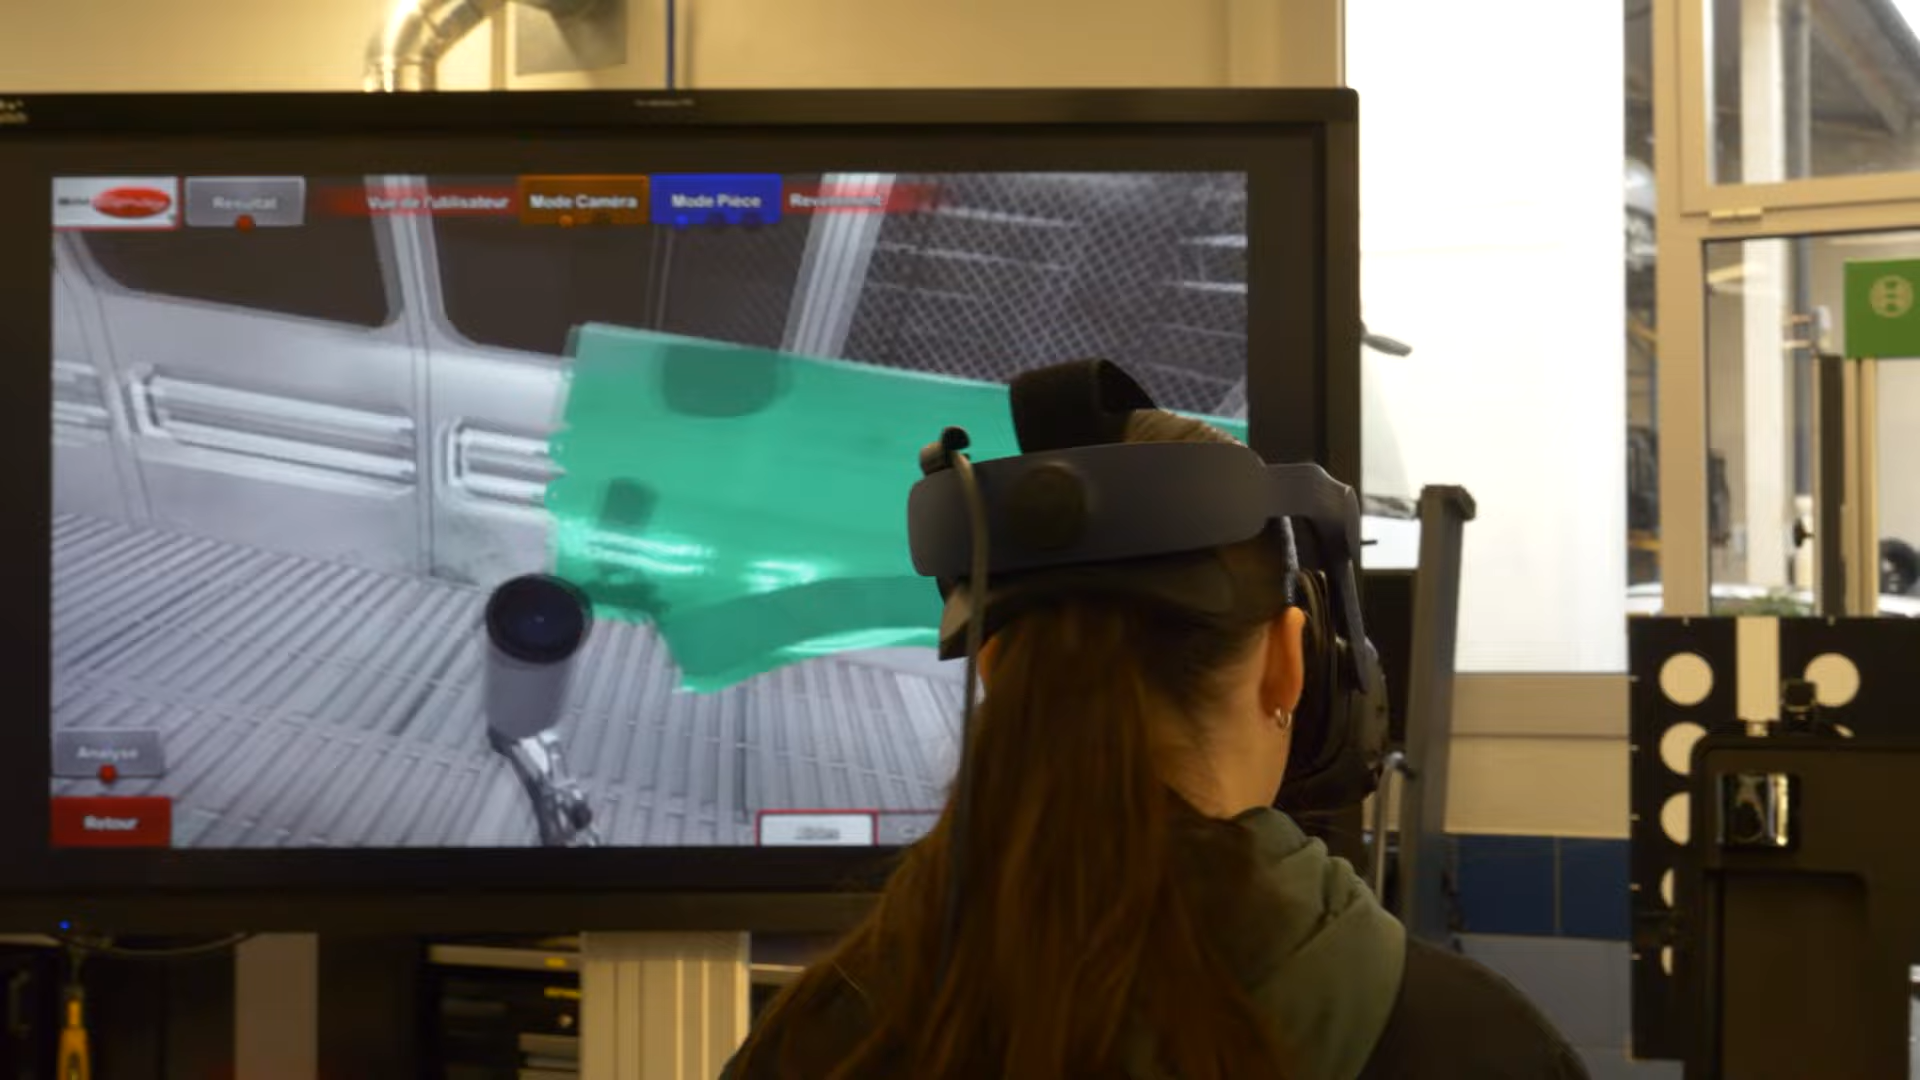 Résultat
Vue de l'utilisateur
Mode Caméra
Mode Pièce
Revêtement
Analyse
Retour